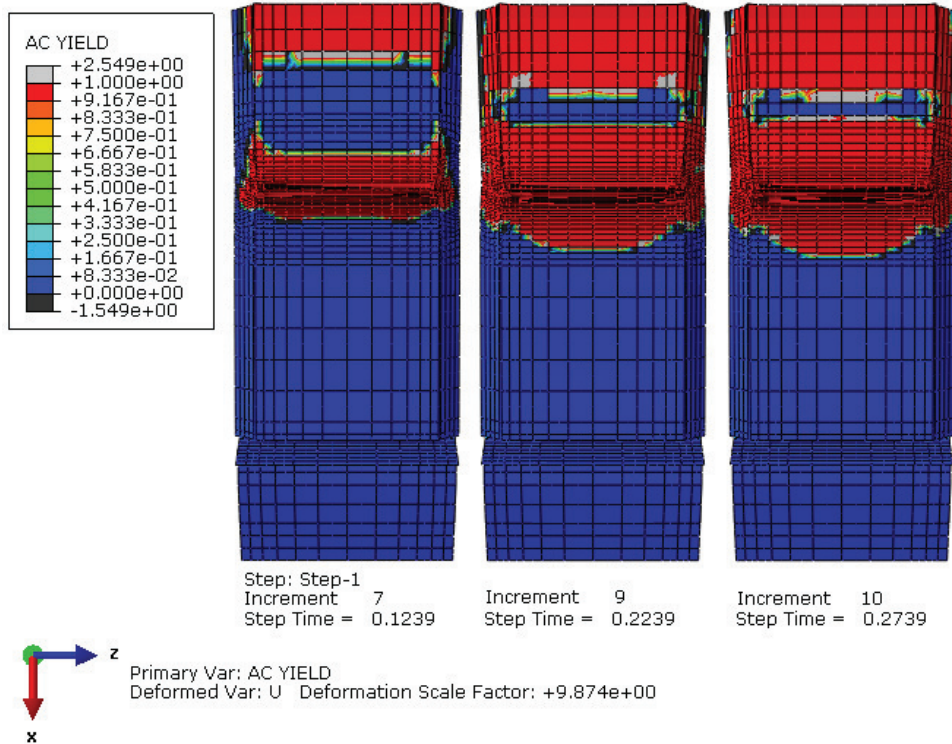 AC YIELD
+2.549e+00
+1.000e+00
+9.167e-01
+8.333e-01
+7.500e-01
+6.667e-01
+5.833e-01
+5.000e-01
+4.167e-01
+3.333e-01
+2.500e-01
+1.667e-01
+8.333e-02
+0.000e+00
-1.549e+00
Step: Step-1
Increment 7
Step Time = 0.1239
Increment 9
Step Time = 0.2239
Increment 10
Step Time = 0.2739
z
x
Primary Var: AC YIELD
Deformed Var: U Deformation Scale Factor: +9.874e+00